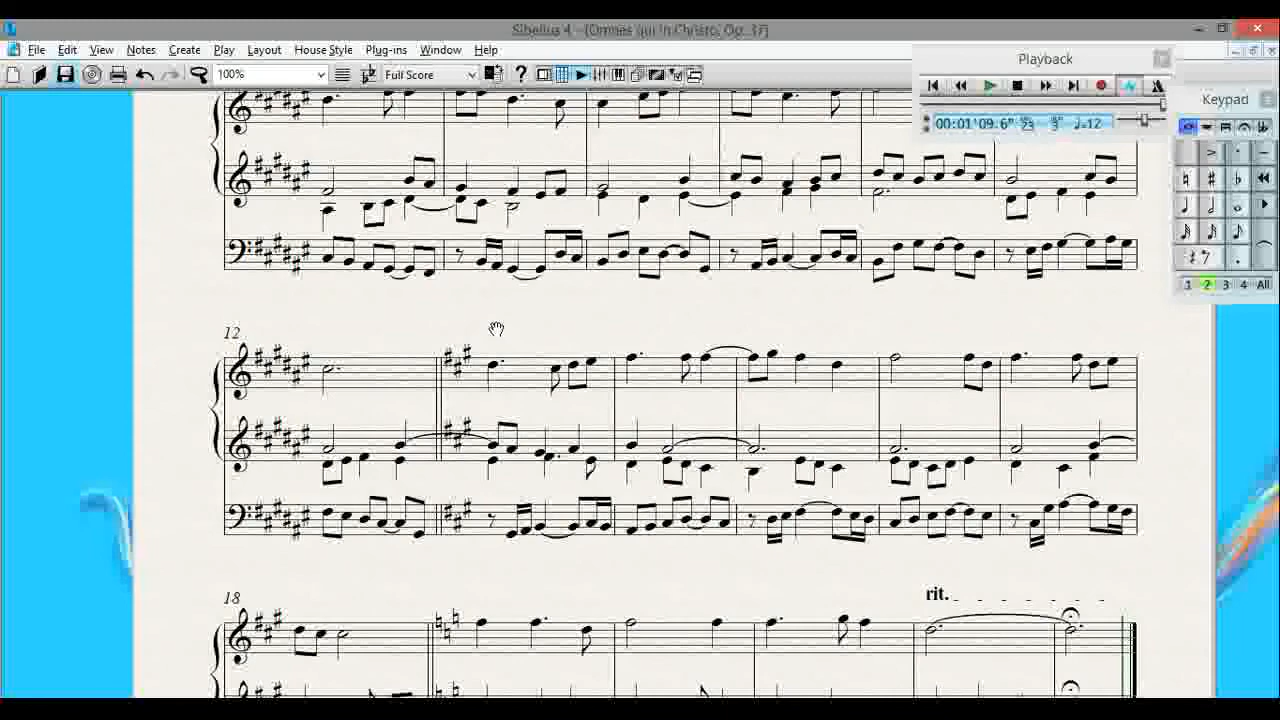 Sibelius 4 - [Omnes qui in Christo, Op. 37]
File Edit View Notes Create Play Layout House Style Plug-ins Window Help
100% Full Score
Playback
00:01'09.6" ♩=12
Keypad
1 2 3 4 All
12
18
rit.